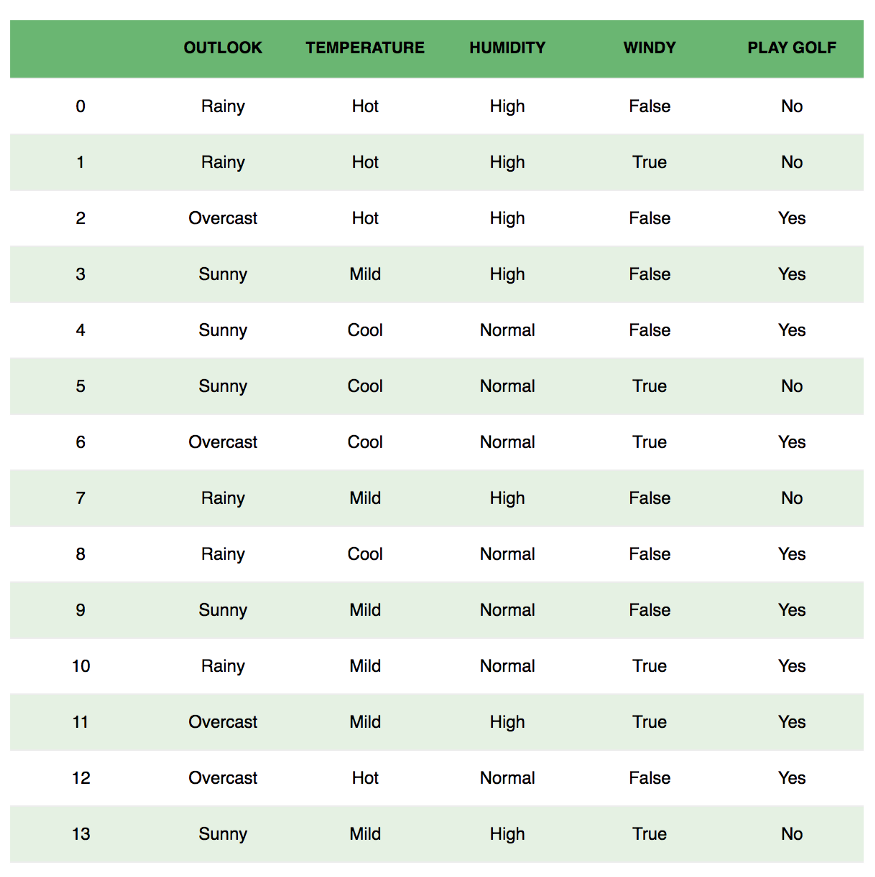 OUTLOOK TEMPERATURE HUMIDITY WINDY PLAY GOLF
0 Rainy Hot High False No
1 Rainy Hot High True No
2 Overcast Hot High False Yes
3 Sunny Mild High False Yes
4 Sunny Cool Normal False Yes
5 Sunny Cool Normal True No
6 Overcast Cool Normal True Yes
7 Rainy Mild High False No
8 Rainy Cool Normal False Yes
9 Sunny Mild Normal False Yes
10 Rainy Mild Normal True Yes
11 Overcast Mild High True Yes
12 Overcast Hot Normal False Yes
13 Sunny Mild High True No